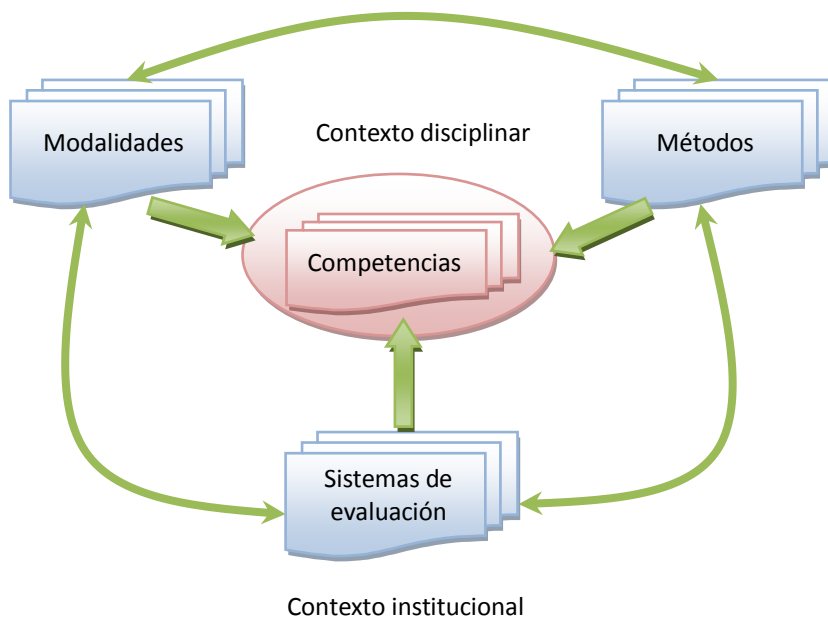 Modalidades
Métodos
Contexto disciplinar
Competencias
Sistemas de
evaluación
Contexto institucional